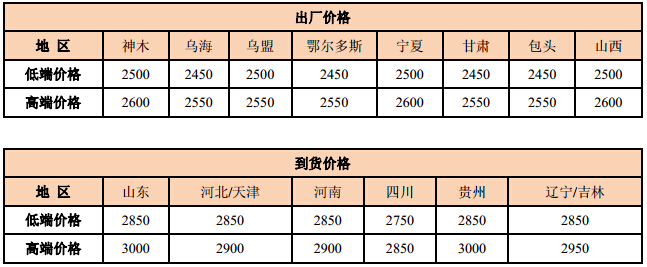 出厂价格
地 区 神木 乌海 乌盟 鄂尔多斯 宁夏 甘肃 包头 山西
低端价格 2500 2450 2500 2450 2500 2450 2450 2500
高端价格 2600 2550 2550 2550 2600 2550 2550 2600
到货价格
地 区 山东 河北/天津 河南 四川 贵州 辽宁/吉林
低端价格 2850 2850 2850 2750 2850 2850
高端价格 3000 2900 2900 2850 3000 2950